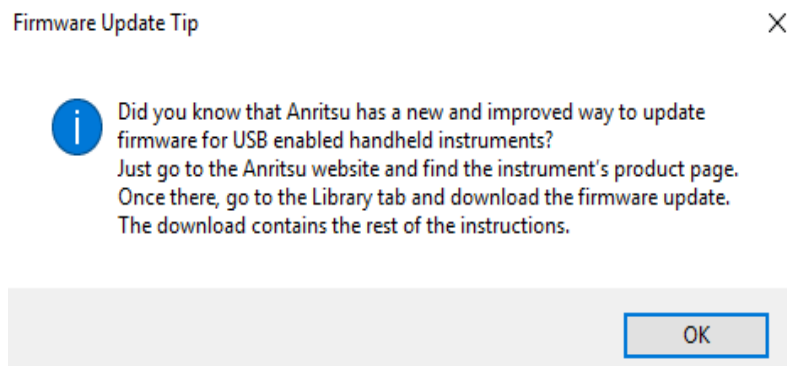 Firmware Update Tip
Did you know that Anritsu has a new and improved way to update
firmware for USB enabled handheld instruments?
Just go to the Anritsu website and find the instrument's product page.
Once there, go to the Library tab and download the firmware update.
The download contains the rest of the instructions.
OK